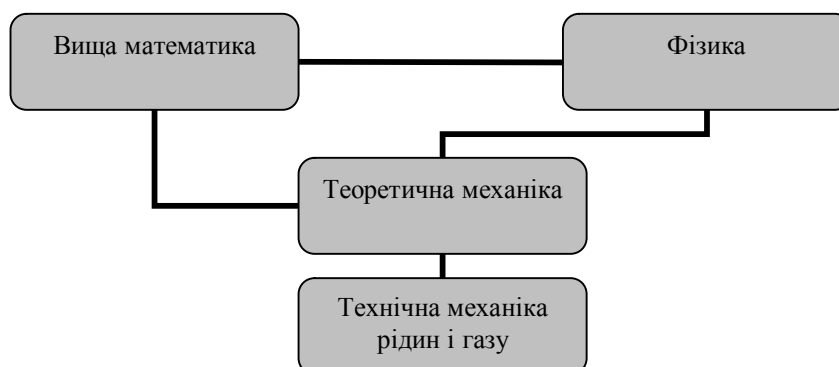 Вища математика
Фізика
Теоретична механіка
Технічна механіка
рідин і газу